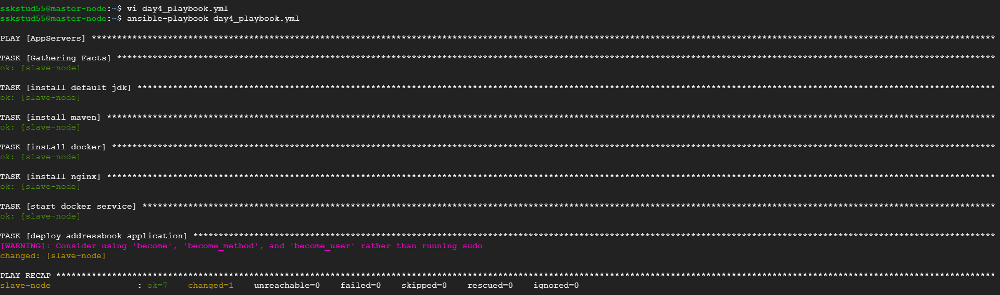 sskstud55@master-node:~$ vi day4_playbook.yml
sskstud55@master-node:~$ ansible-playbook day4_playbook.yml
PLAY [AppServers] **********************************************************************************************************************************************************************************
TASK [Gathering Facts] *****************************************************************************************************************************************************************************
ok: [slave-node]
TASK [install default jdk] *************************************************************************************************************************************************************************
ok: [slave-node]
TASK [install maven] *******************************************************************************************************************************************************************************
ok: [slave-node]
TASK [install docker] ******************************************************************************************************************************************************************************
ok: [slave-node]
TASK [install nginx] *******************************************************************************************************************************************************************************
ok: [slave-node]
TASK [start docker service] ************************************************************************************************************************************************************************
ok: [slave-node]
TASK [deploy addressbook application] **************************************************************************************************************************************************************
[WARNING]: Consider using 'become', 'become_method', and 'become_user' rather than running sudo
changed: [slave-node]
PLAY RECAP *****************************************************************************************************************************************************************************************
slave-node                 : ok=7    changed=1    unreachable=0    failed=0    skipped=0    rescued=0    ignored=0